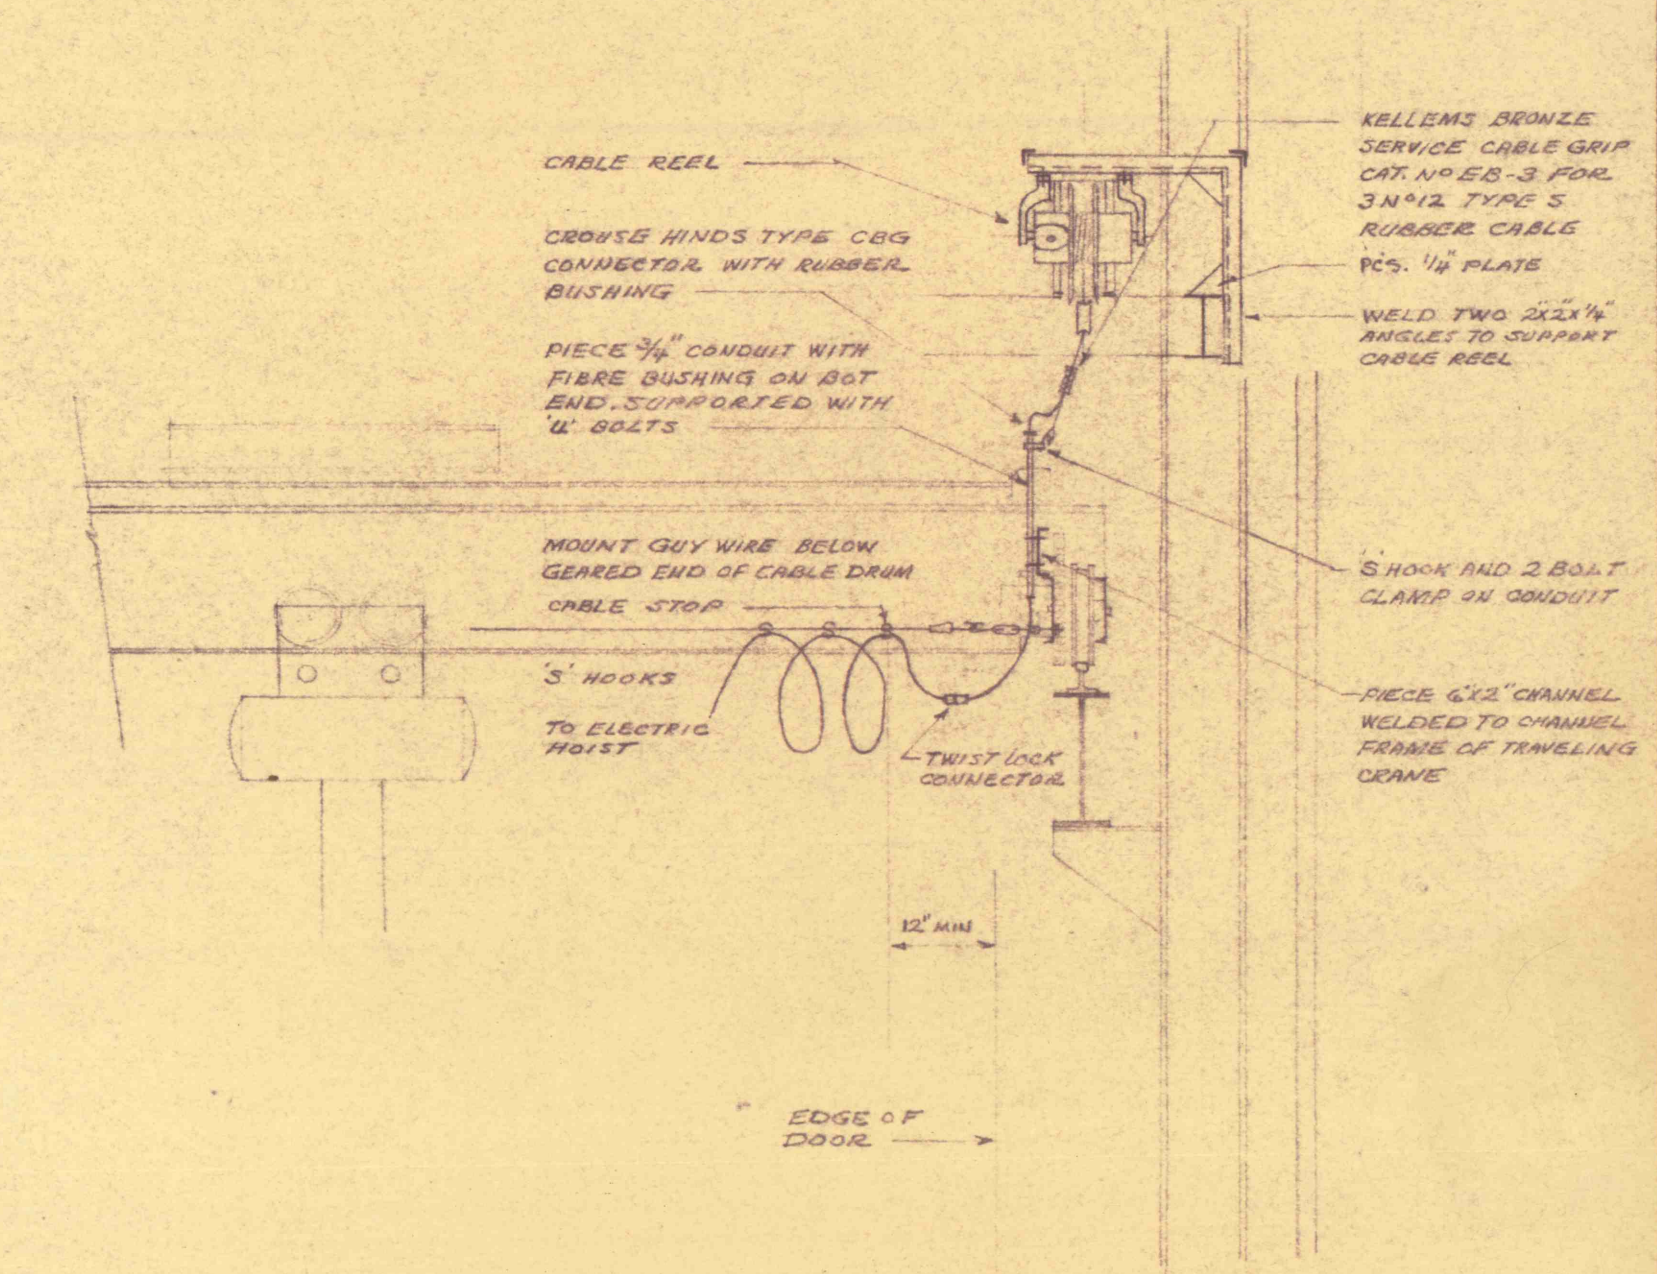 CABLE REEL
CROUSE HINDS TYPE CBG
CONNECTOR WITH RUBBER
BUSHING
PIECE 3/4" CONDUIT WITH
FIBRE BUSHING ON BOT
END. SUPPORTED WITH
'U' BOLTS
MOUNT GUY WIRE BELOW
GEARED END OF CABLE DRUM
CABLE STOP
'S' HOOKS
TO ELECTRIC
HOIST
TWIST LOCK
CONNECTOR
12" MIN
EDGE OF
DOOR
KELLEMS BRONZE
SERVICE CABLE GRIP
CAT. Nº EB-3 FOR
3 Nº12 TYPE S
RUBBER CABLE
PCS. 1/4" PLATE
WELD TWO 2"X2"X1/4"
ANGLES TO SUPPORT
CABLE REEL
'S' HOOK AND 2 BOLT
CLAMP ON CONDUIT
PIECE 6"X2" CHANNEL
WELDED TO CHANNEL
FRAME OF TRAVELING
CRANE